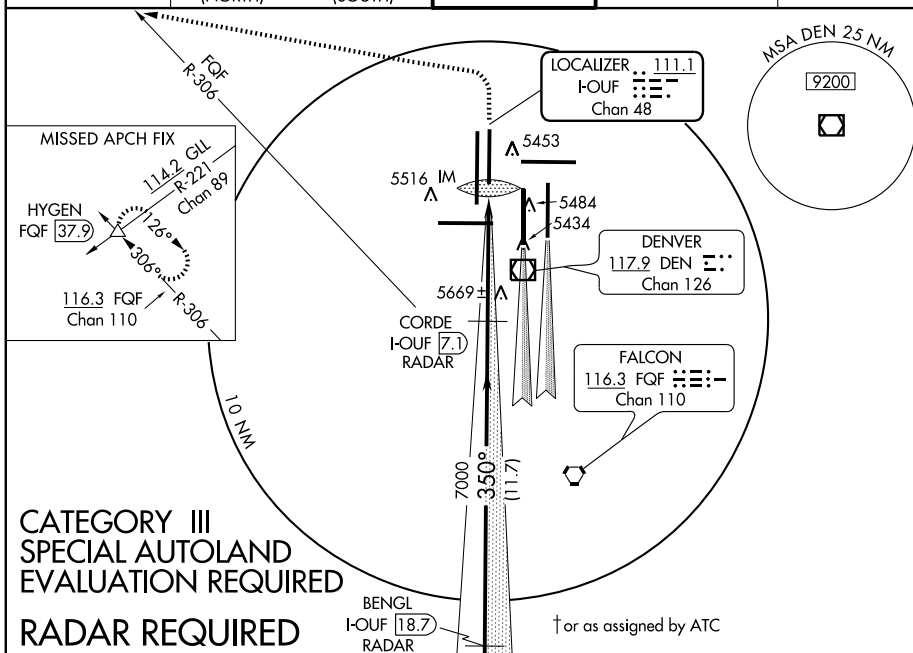 (NORTH)
(SOUTH)
MSA DEN 25 NM
9200
FQF
R-306
LOCALIZER 111.1
I-OUF
Chan 48
MISSED APCH FIX
114.2 GLL
R-221
Chan 89
HYGEN
FQF 37.9
126°
306°
R-306
116.3 FQF
Chan 110
5453
5516
IM
5484
5434
DENVER
117.9 DEN
Chan 126
5669 ±
CORDE
I-OUF 7.1
RADAR
FALCON
116.3 FQF
Chan 110
10 NM
7000
350°
(11.7)
CATEGORY III
SPECIAL AUTOLAND
EVALUATION REQUIRED
RADAR REQUIRED
BENGL
I-OUF 18.7
RADAR
† or as assigned by ATC